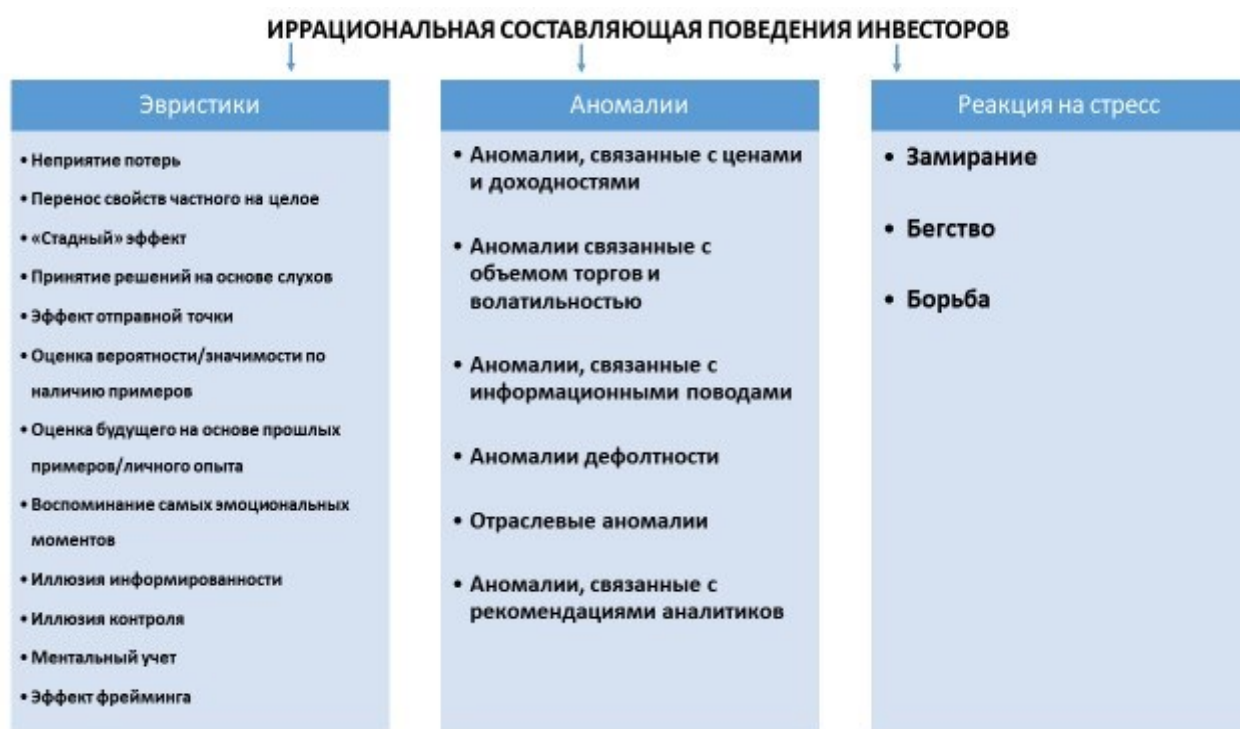 ИРРАЦИОНАЛЬНАЯ СОСТАВЛЯЮЩАЯ ПОВЕДЕНИЯ ИНВЕСТОРОВ
Эвристики
• Неприятие потерь
• Перенос свойств частного на целое
• «Стадный» эффект
• Принятие решений на основе слухов
• Эффект отправной точки
• Оценка вероятности/значимости по
наличию примеров
• Оценка будущего на основе прошлых
примеров/личного опыта
• Воспоминание самых эмоциональных
моментов
• Иллюзия информированности
• Иллюзия контроля
• Ментальный учет
• Эффект фрейминга
Аномалии
• Аномалии, связанные с ценами
и доходностями
• Аномалии связанные с
объемом торгов и
волатильностью
• Аномалии, связанные с
информационными поводами
• Аномалии дефолтности
• Отраслевые аномалии
• Аномалии, связанные с
рекомендациями аналитиков
Реакция на стресс
• Замирание
• Бегство
• Борьба